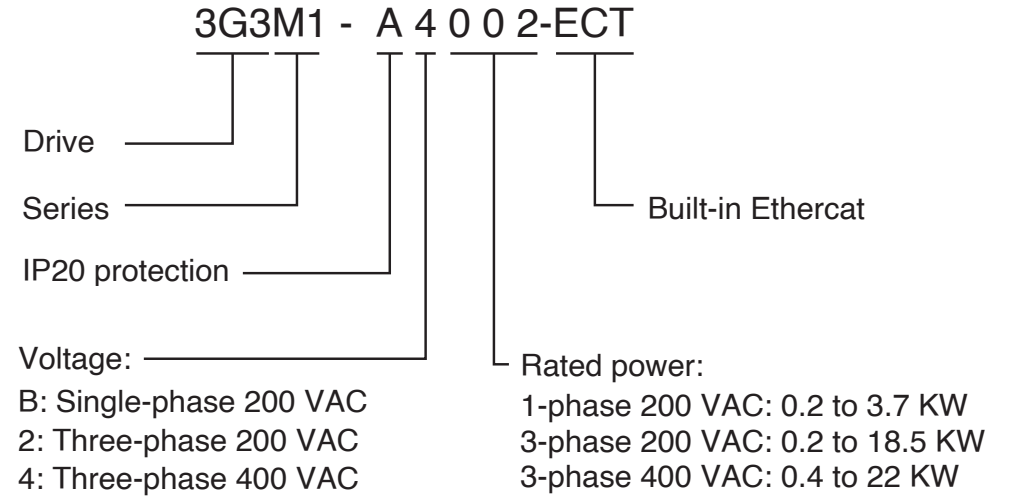 3G3M1 - A 4 0 0 2-ECT
Drive
Series
Built-in Ethercat
IP20 protection
Voltage:
B: Single-phase 200 VAC
2: Three-phase 200 VAC
4: Three-phase 400 VAC
Rated power:
1-phase 200 VAC: 0.2 to 3.7 KW
3-phase 200 VAC: 0.2 to 18.5 KW
3-phase 400 VAC: 0.4 to 22 KW